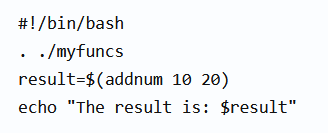 #!/bin/bash
. ./myfuncs
result=$(addnum 10 20)
echo "The result is: $result"